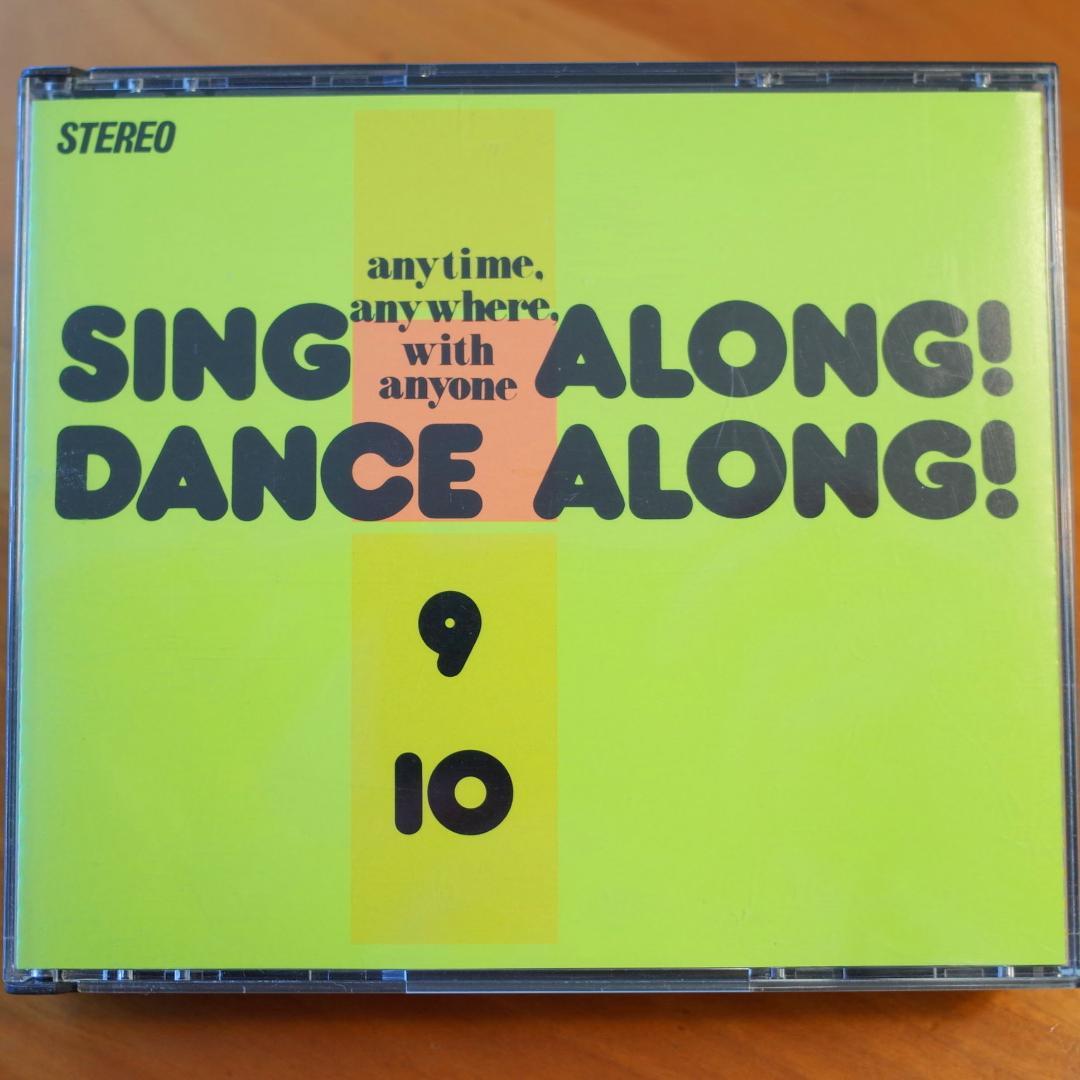 STEREO
anytime,
anywhere,
with
anyone
SING ALONG!
DANCE ALONG!
9
10